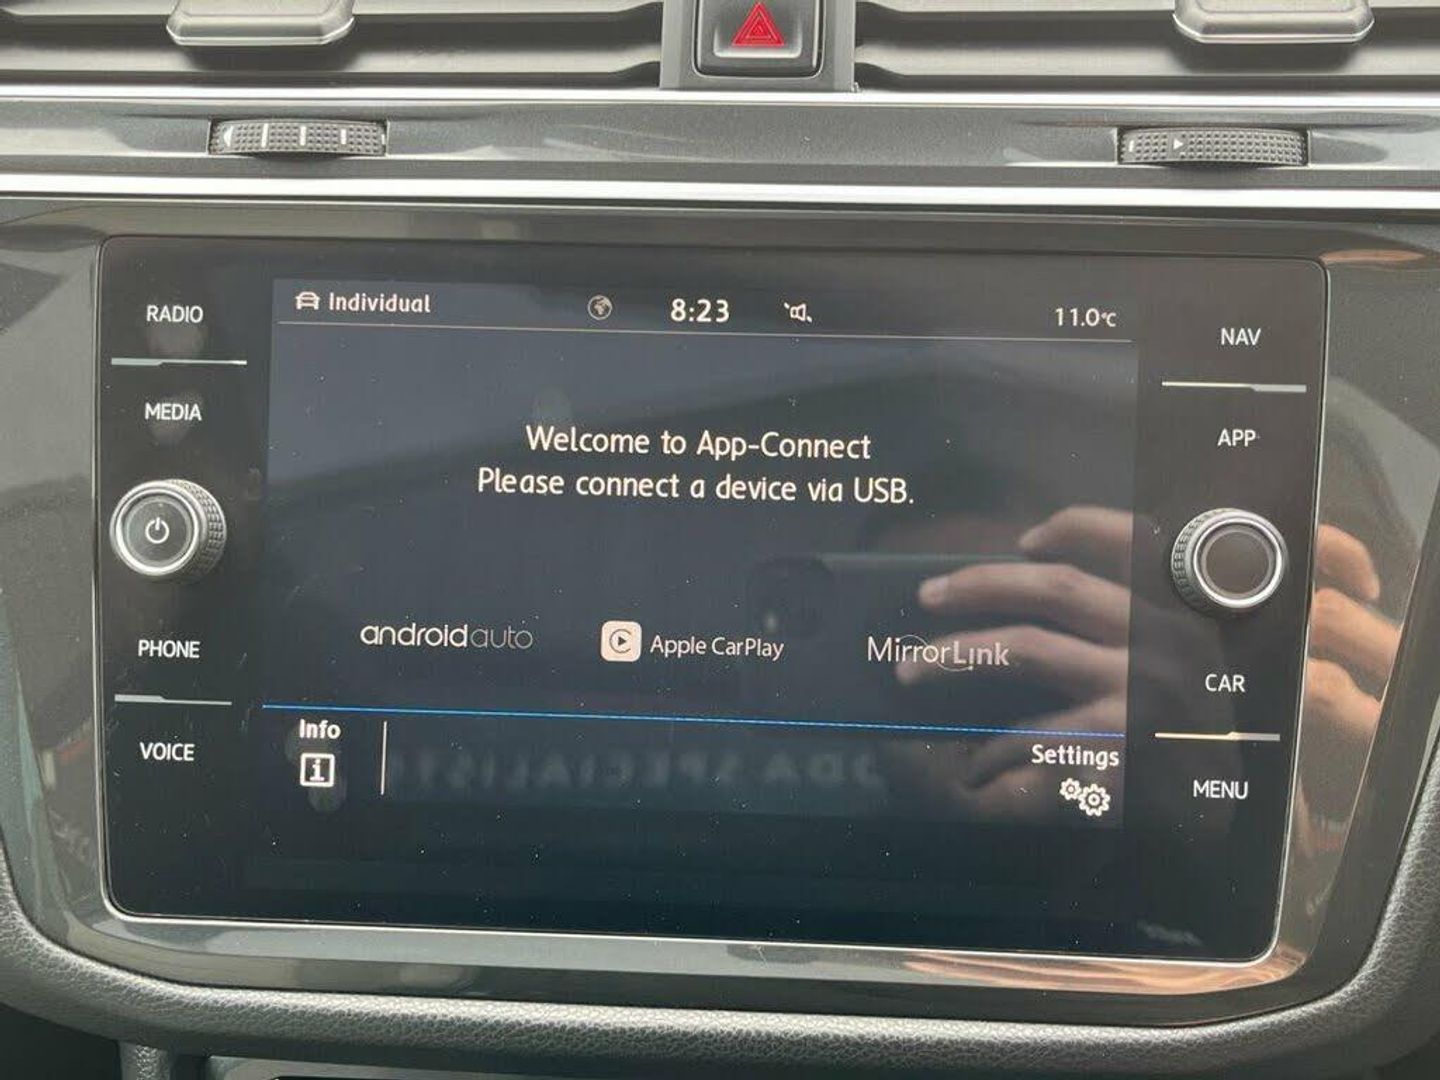 RADIO
MEDIA
PHONE
VOICE
Individual
8:23
11.0°C
Welcome to App-Connect
Please connect a device via USB.
androidauto
Apple CarPlay
MirrorLink
Info
i
Settings
NAV
APP
CAR
MENU